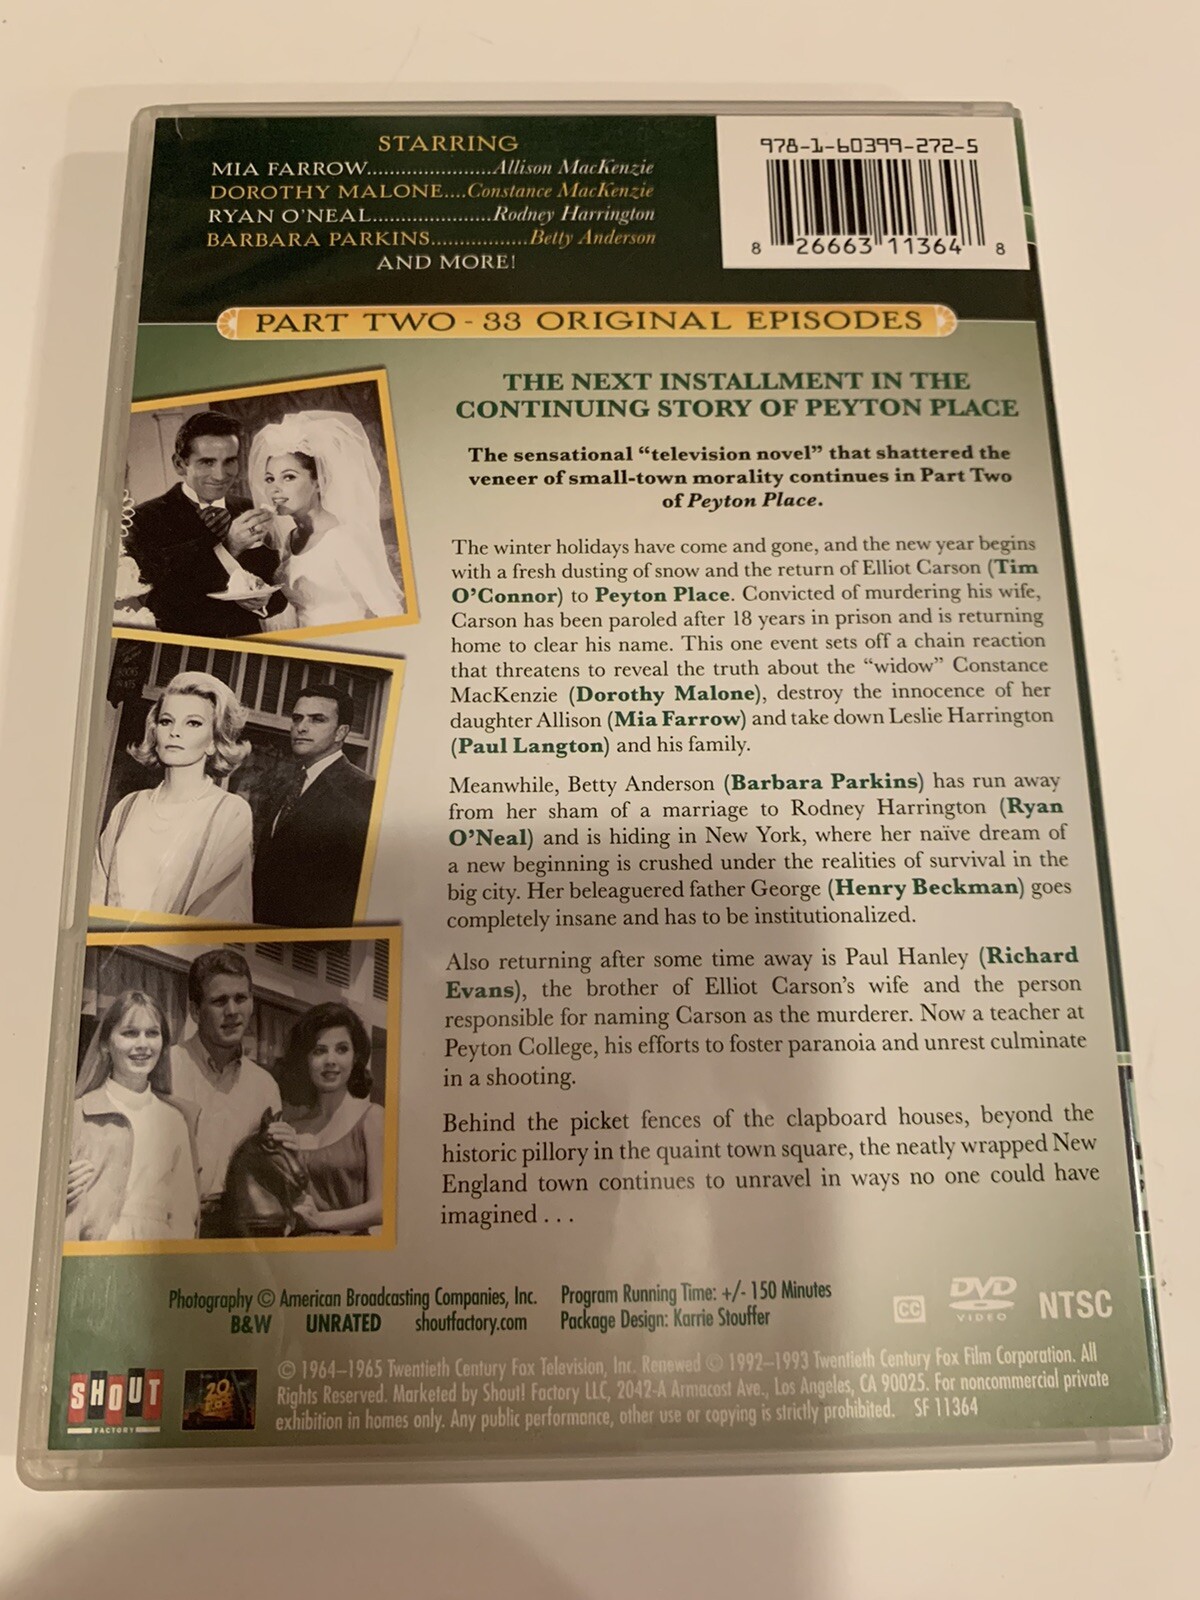 STARRING
MIA FARROW......................Allison MacKenzie
DOROTHY MALONE....Constance MacKenzie
RYAN O'NEAL.....................Rodney Harrington
BARBARA PARKINS.................Betty Anderson
AND MORE!
978-1-60399-272-5
8 26663 11364 8
PART TWO - 33 ORIGINAL EPISODES
THE NEXT INSTALLMENT IN THE
CONTINUING STORY OF PEYTON PLACE
The sensational “television novel” that shattered the
veneer of small-town morality continues in Part Two
of Peyton Place.
The winter holidays have come and gone, and the new year begins
with a fresh dusting of snow and the return of Elliot Carson (Tim
O’Connor) to Peyton Place. Convicted of murdering his wife,
Carson has been paroled after 18 years in prison and is returning
home to clear his name. This one event sets off a chain reaction
that threatens to reveal the truth about the “widow” Constance
MacKenzie (Dorothy Malone), destroy the innocence of her
daughter Allison (Mia Farrow) and take down Leslie Harrington
(Paul Langton) and his family.
Meanwhile, Betty Anderson (Barbara Parkins) has run away
from her sham of a marriage to Rodney Harrington (Ryan
O’Neal) and is hiding in New York, where her naïve dream of
a new beginning is crushed under the realities of survival in the
big city. Her beleaguered father George (Henry Beckman) goes
completely insane and has to be institutionalized.
Also returning after some time away is Paul Hanley (Richard
Evans), the brother of Elliot Carson’s wife and the person
responsible for naming Carson as the murderer. Now a teacher at
Peyton College, his efforts to foster paranoia and unrest culminate
in a shooting.
Behind the picket fences of the clapboard houses, beyond the
historic pillory in the quaint town square, the neatly wrapped New
England town continues to unravel in ways no one could have
imagined . . .
Photography © American Broadcasting Companies, Inc. Program Running Time: +/- 150 Minutes
B&W UNRATED shoutfactory.com Package Design: Karrie Stouffer
CC
DVD
VIDEO
NTSC
SHOUT
FACTORY
20
FOX
© 1964–1965 Twentieth Century Fox Television, Inc. Renewed © 1992–1993 Twentieth Century Fox Film Corporation. All
Rights Reserved. Marketed by Shout! Factory LLC, 2042-A Armacost Ave., Los Angeles, CA 90025. For noncommercial private
exhibition in homes only. Any public performance, other use or copying is strictly prohibited. SF 11364